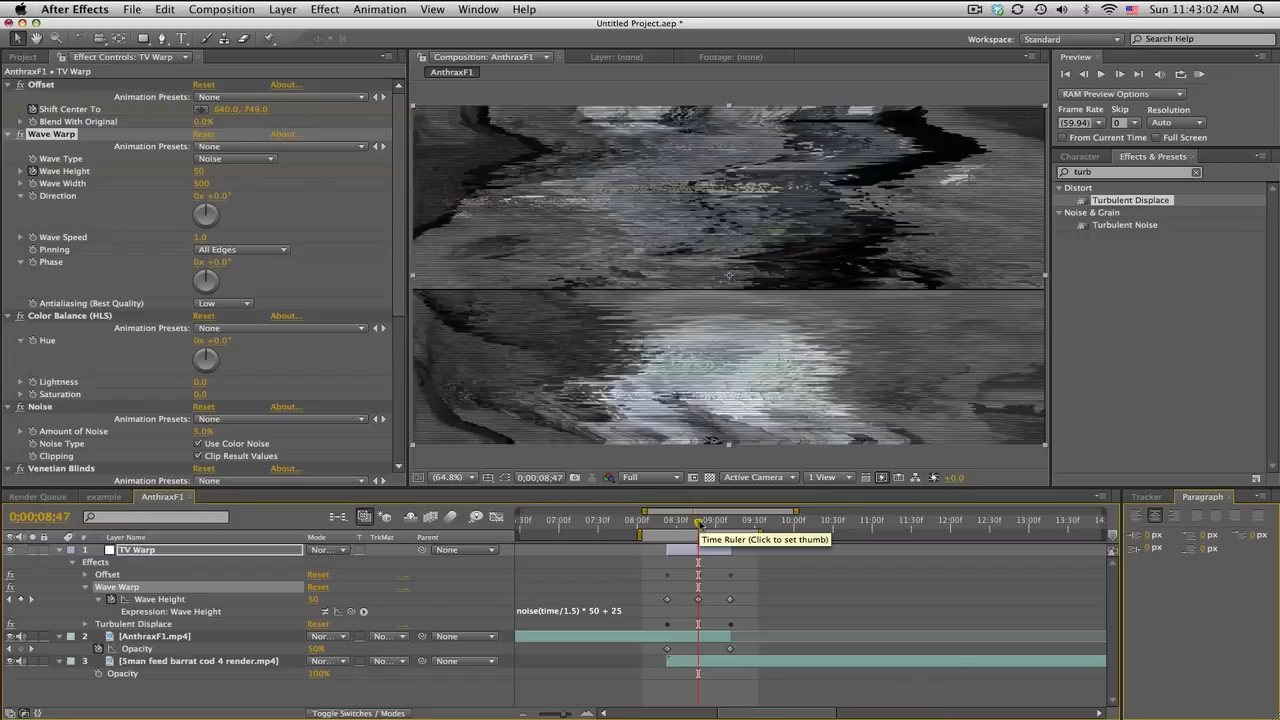 After Effects File Edit Composition Layer Effect Animation View Window Help Sun 11:43:02 AM
Untitled Project.aep *
Workspace: Standard Search Help
Project Effect Controls: TV Warp Composition: AnthraxF1 Layer: (none) Footage: (none) Preview
AnthraxF1 • TV Warp AnthraxF1
Offset Reset About...
Animation Presets: None
Shift Center To 640.0, 749.0
Blend With Original 0.0%
Wave Warp Reset About...
Animation Presets: None
Wave Type Noise
Wave Height 50
Wave Width 500
Direction 0x +0.0°
Wave Speed 1.0
Pinning All Edges
Phase 0x +0.0°
Antialiasing (Best Quality) Low
Color Balance (HLS) Reset About...
Animation Presets: None
Hue 0x +0.0°
Lightness 0.0
Saturation 0.0
Noise Reset About...
Animation Presets: None
Amount of Noise 5.0%
Noise Type Use Color Noise
Clipping Clip Result Values
Venetian Blinds Reset About...
Animation Presets: None
(64.8%) 0;00;08;47 Full Active Camera 1 View +0.0
RAM Preview Options
Frame Rate Skip Resolution
(59.94) 0 Auto
From Current Time Full Screen
Character Effects & Presets
turb
Distort
Turbulent Displace
Noise & Grain
Turbulent Noise
Render Queue example AnthraxF1
0;00;08;47
:30f 07:00f 07:30f 08:00f 08:30f 09:00f 09:30f 10:00f 10:30f 11:00f 11:30f 12:00f 12:30f 13:00f 13:30f 14
# Layer Name Mode T TrkMat Parent
Time Ruler (Click to set thumb)
1 TV Warp Nor... None
Effects
Offset Reset
Wave Warp Reset
Wave Height 50
Expression: Wave Height noise(time/1.5) * 50 + 25
Turbulent Displace Reset
2 [AnthraxF1.mp4] Nor... No... None
Opacity 50%
3 [Sman feed barrat cod 4 render.mp4] Nor... No... None
Opacity 100%
Toggle Switches / Modes
Tracker Paragraph
0 px 0 px 0 px
0 px 0 px